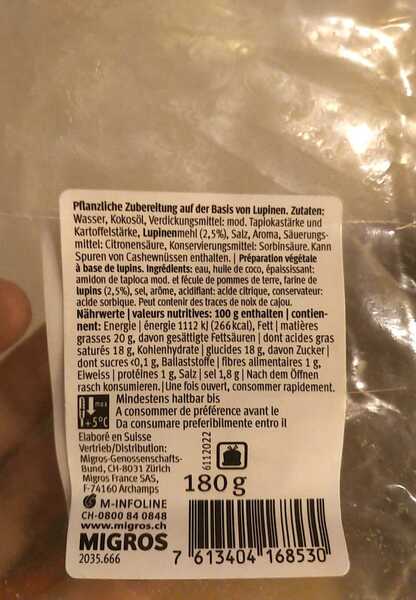 Pflanzliche Zubereitung auf der Basis von Lupinen. Zutaten:
Wasser, Kokosöl, Verdickungsmittel: mod. Tapiokastärke und
Kartoffelstärke, Lupinenmehl (2,5%), Salz, Aroma, Säuerungs-
mittel: Citronensäure, Konservierungsmittel: Sorbinsäure. Kann
Spuren von Cashewnüssen enthalten. | Préparation végétale
à base de lupins. Ingrédients: eau, huile de coco, épaississant:
amidon de tapioca mod. et fécule de pommes de terre, farine de
lupins (2,5%), sel, arôme, acidifiant: acide citrique, conservateur:
acide sorbique. Peut contenir des traces de noix de cajou.
Nährwerte | valeurs nutritives: 100 g enthalten | contien-
nent: Energie | énergie 1112 kJ (266 kcal), Fett | matières
grasses 20 g, davon gesättigte Fettsäuren | dont acides gras
saturés 18 g, Kohlenhydrate | glucides 18 g, davon Zucker |
dont sucres <0,1 g, Ballaststoffe | fibres alimentaires 1 g,
Eiweiss | protéines 1 g, Salz | sel 1,8 g | Nach dem Öffnen
rasch konsumieren. | Une fois ouvert, consommer rapidement.
max
+5°C
Mindestens haltbar bis
A consommer de préférence avant le
Da consumare preferibilmente entro il
Elaboré en Suisse
Vertrieb/Distribution:
Migros-Genossenschafts-
Bund, CH-8031 Zürich
Migros France SAS,
F-74160 Archamps
M-INFOLINE
CH-0800 84 0848
www.migros.ch
MIGROS
2035.666
6112022
180 g
7 613404 168530